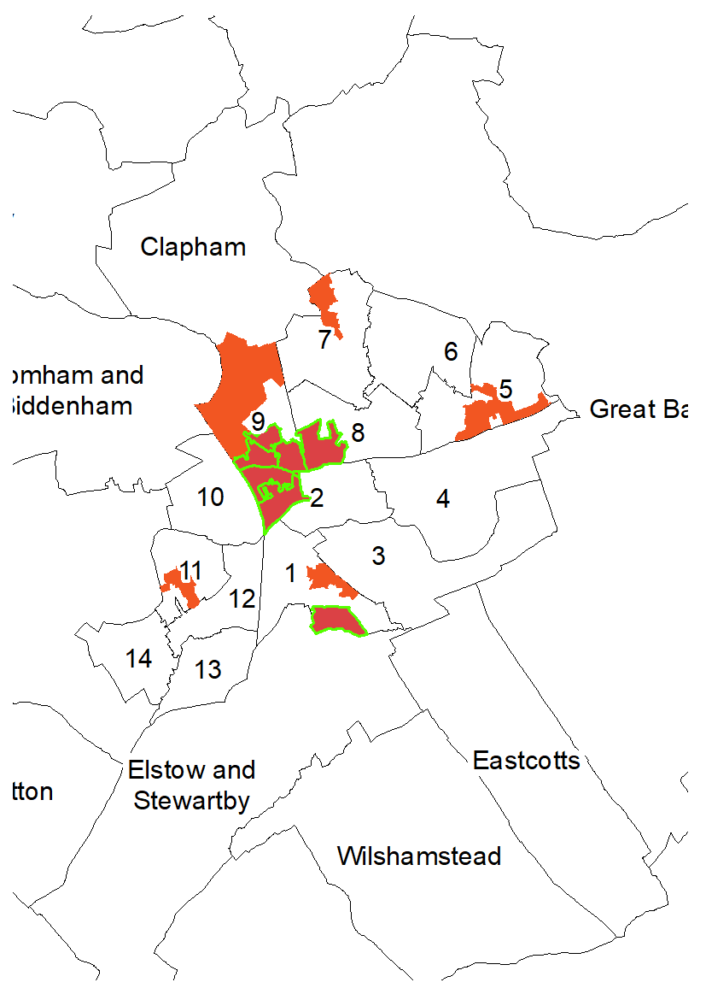 Clapham
7
6
omham and
Biddenham
5
Great Ba
9
8
10
2
4
3
11
1
12
14
13
Elstow and
Stewartby
Eastcotts
tton
Wilshamstead